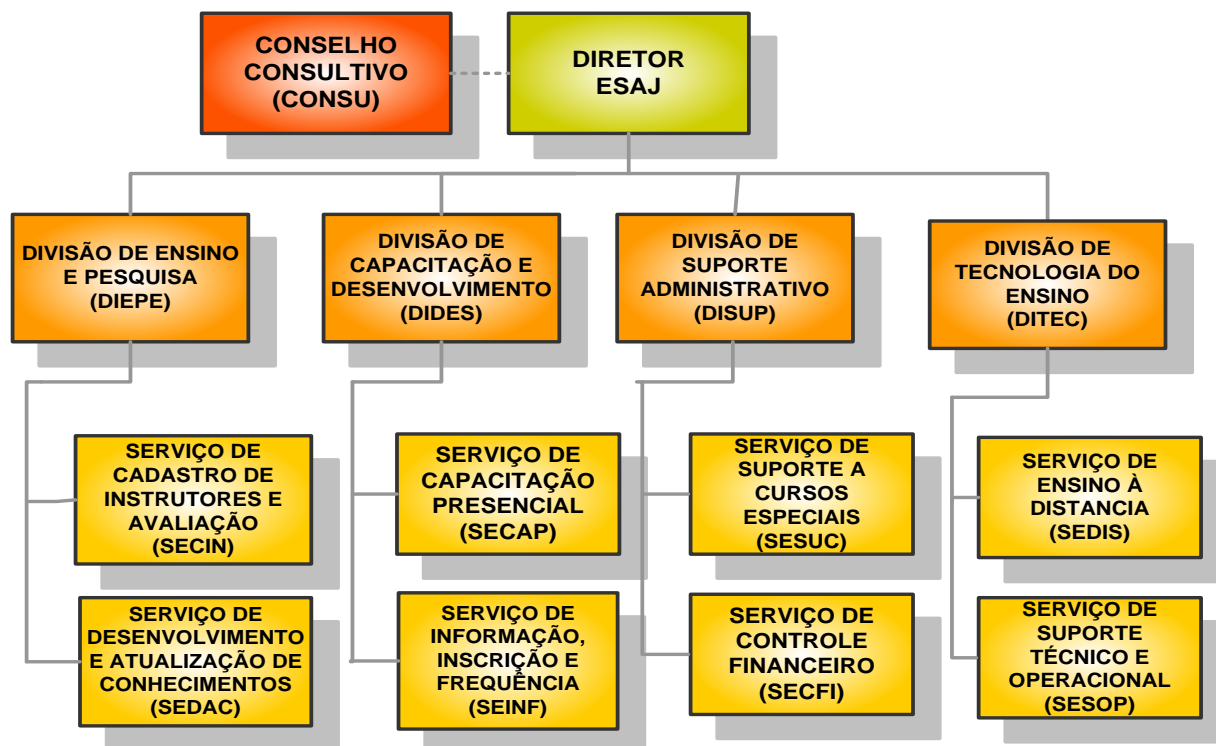 CONSELHO
CONSULTIVO
(CONSU)
DIRETOR
ESAJ
DIVISÃO DE ENSINO
E PESQUISA
(DIEPE)
DIVISÃO DE
CAPACITAÇÃO E
DESENVOLVIMENTO
(DIDES)
DIVISÃO DE
SUPORTE
ADMINISTRATIVO
(DISUP)
DIVISÃO DE
TECNOLOGIA DO
ENSINO
(DITEC)
SERVIÇO DE
CADASTRO DE
INSTRUTORES E
AVALIAÇÃO
(SECIN)
SERVIÇO DE
CAPACITAÇÃO
PRESENCIAL
(SECAP)
SERVIÇO DE
SUPORTE A
CURSOS
ESPECIAIS
(SESUC)
SERVIÇO DE
ENSINO À
DISTANCIA
(SEDIS)
SERVIÇO DE
DESENVOLVIMENTO
E ATUALIZAÇÃO DE
CONHECIMENTOS
(SEDAC)
SERVIÇO DE
INFORMAÇÃO,
INSCRIÇÃO E
FREQUÊNCIA
(SEINF)
SERVIÇO DE
CONTROLE
FINANCEIRO
(SECFI)
SERVIÇO DE
SUPORTE
TÉCNICO E
OPERACIONAL
(SESOP)